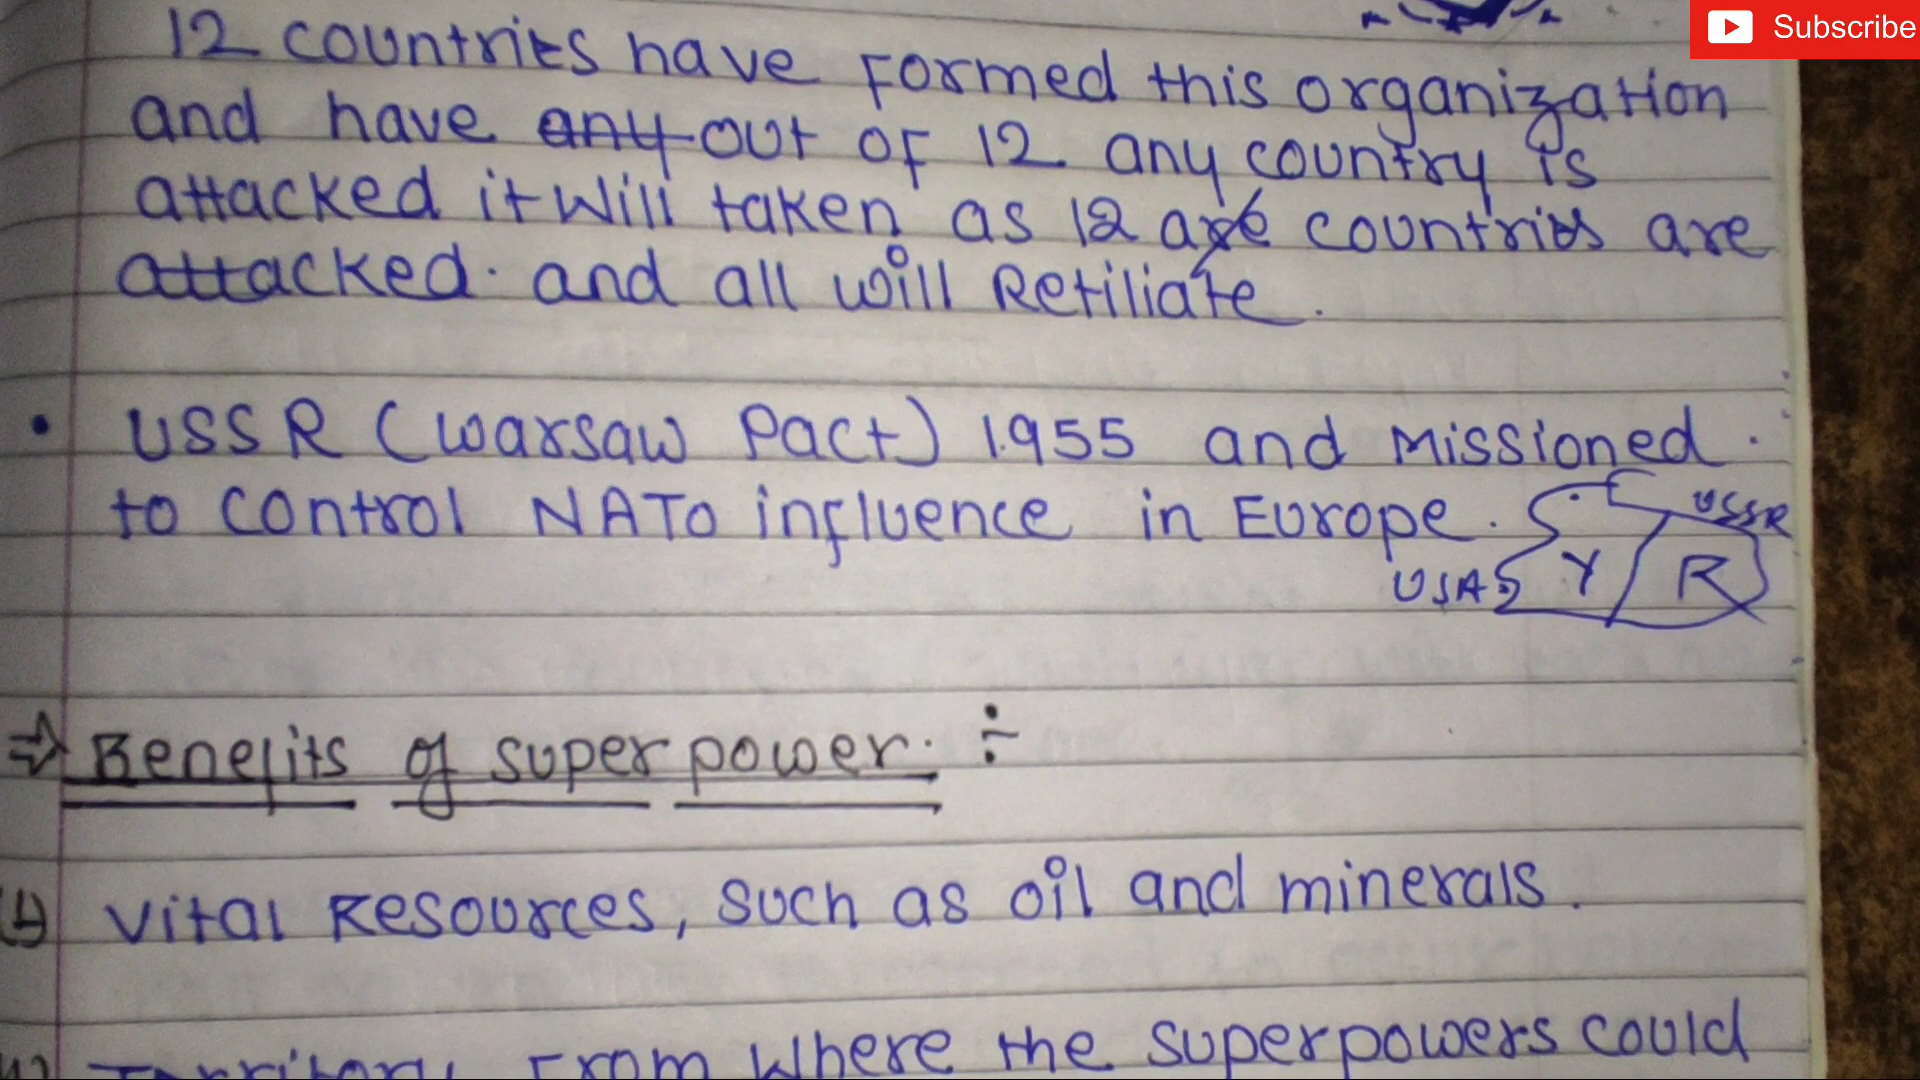 Subscribe
12 countries have Formed this organization
and have any out of 12 any country is
attacked it will taken as 12 are countries are
attacked. and all will Retiliate.
• USSR (Warsaw Pact) 1955 and Missioned.
to control NATO influence in Europe.
USSR
USA Y R
⇒ Benefits of super power. ÷
vital Resources, such as oil and minerals.
Territory From where the superpowers could